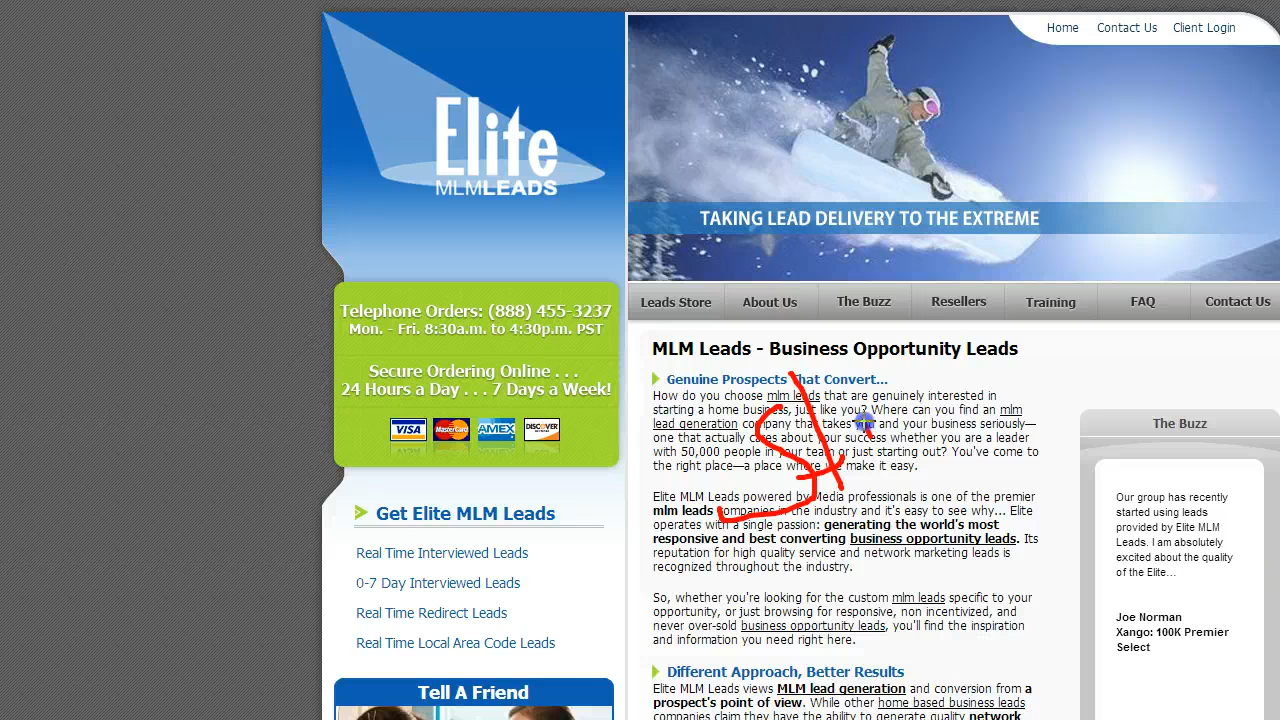 Home Contact Us Client Login
Elite
MLMLEADS
TAKING LEAD DELIVERY TO THE EXTREME
Leads Store About Us The Buzz Resellers Training FAQ Contact Us
Telephone Orders: (888) 455-3237
Mon. - Fri. 8:30a.m. to 4:30p.m. PST
Secure Ordering Online . . .
24 Hours a Day . . . 7 Days a Week!
VISA MasterCard AMEX DISCOVER
Get Elite MLM Leads
Real Time Interviewed Leads
0-7 Day Interviewed Leads
Real Time Redirect Leads
Real Time Local Area Code Leads
Tell A Friend
MLM Leads - Business Opportunity Leads
Genuine Prospects That Convert...
How do you choose mlm leads that are genuinely interested in
starting a home business, just like you? Where can you find an mlm
lead generation company that takes and your business seriously—
one that actually cares about your success whether you are a leader
with 50,000 people in your team or just starting out? You've come to
the right place—a place where we make it easy.
Elite MLM Leads powered by Media professionals is one of the premier
mlm leads companies in the industry and it's easy to see why... Elite
operates with a single passion: generating the world's most
responsive and best converting business opportunity leads. Its
reputation for high quality service and network marketing leads is
recognized throughout the industry.
So, whether you're looking for the custom mlm leads specific to your
opportunity, or just browsing for responsive, non incentivized, and
never over-sold business opportunity leads, you'll find the inspiration
and information you need right here.
Different Approach, Better Results
Elite MLM Leads views MLM lead generation and conversion from a
prospect's point of view. While other home based business leads
companies claim they have the ability to generate quality network
The Buzz
Our group has recently
started using leads
provided by Elite MLM
Leads. I am absolutely
excited about the quality
of the Elite...
Joe Norman
Xango: 100K Premier
Select